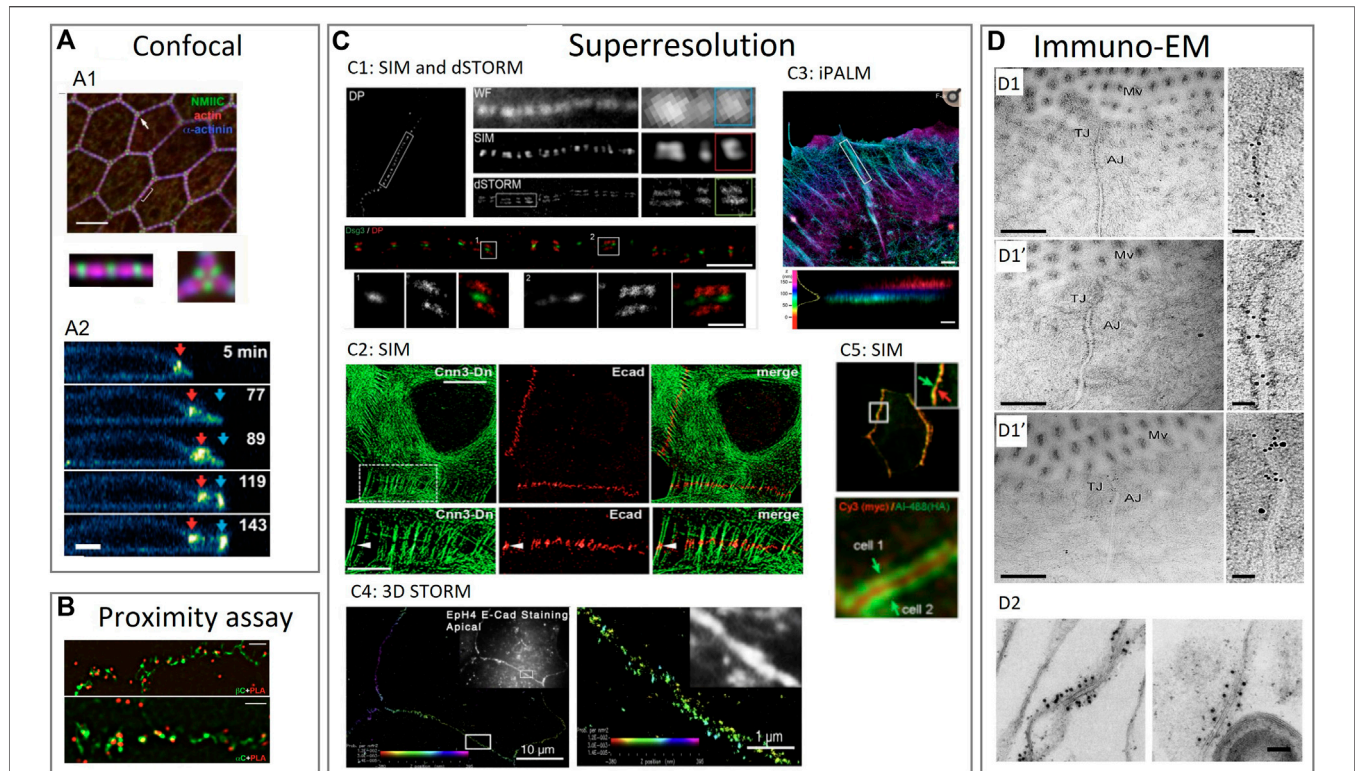 A
Confocal
A1
NMIIC
actin
α-actinin
A2
5 min
77
89
119
143
B
Proximity assay
βC+PLA
αC+PLA
C
Superresolution
C1: SIM and dSTORM
DP
WF
SIM
dSTORM
Dsg3 / DP
1
2
1
2
C3: iPALM
150
100
50
0
C2: SIM
Cnn3-Dn
Ecad
merge
Cnn3-Dn
Ecad
merge
C5: SIM
Cy3 (myc)/Al-488(HA)
cell 1
cell 2
C4: 3D STORM
EpH4 E-Cad Staining
Apical
10 µm
1 µm
D
Immuno-EM
D1
Mv
TJ
AJ
D1’
Mv
TJ
AJ
D1’
Mv
TJ
AJ
D2